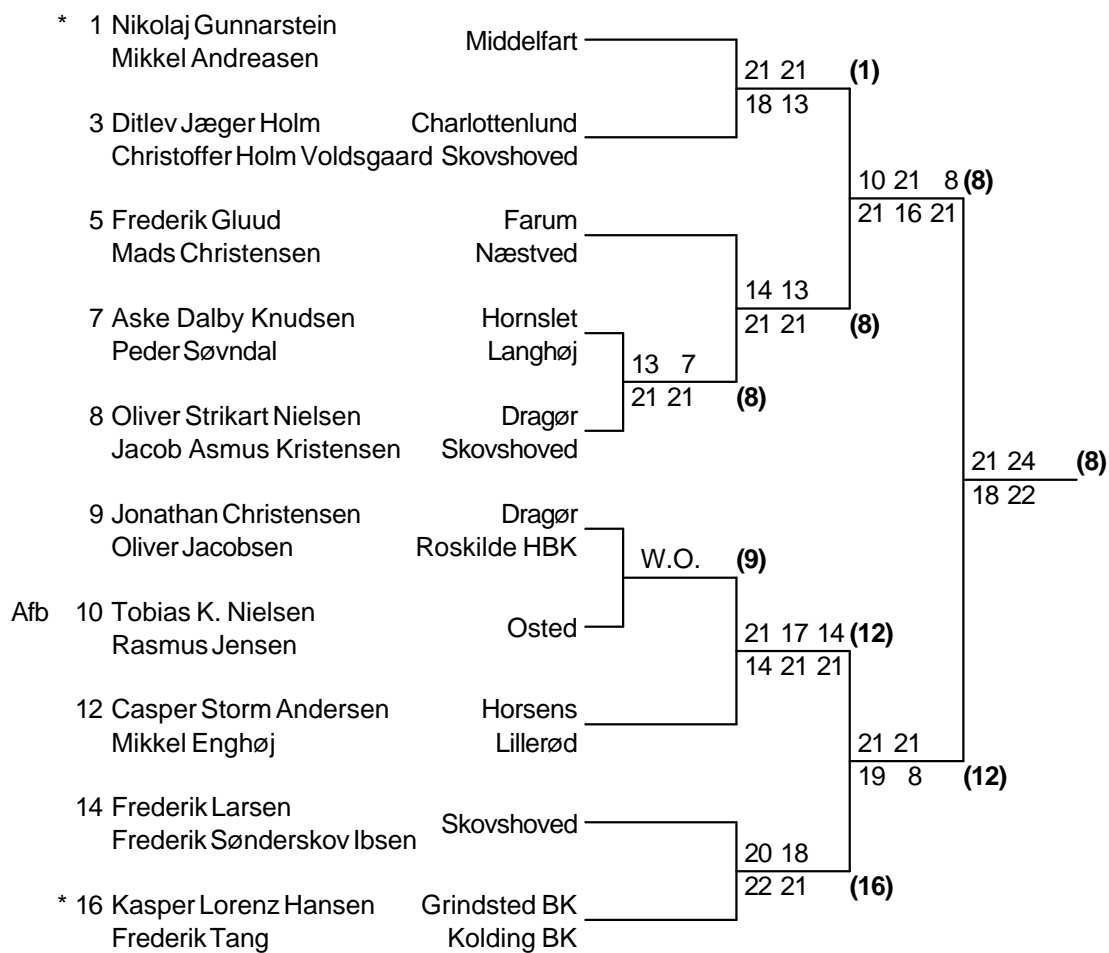 * 1 Nikolaj Gunnarstein
Mikkel Andreasen
Middelfart
21 21 (1)
18 13
3 Ditlev Jæger Holm Charlottenlund
Christoffer Holm Voldsgaard Skovshoved
10 21 8 (8)
21 16 21
5 Frederik Gluud Farum
Mads Christensen Næstved
14 13
21 21 (8)
7 Aske Dalby Knudsen Hornslet
Peder Søvndal Langhøj
13 7
21 21 (8)
8 Oliver Strikart Nielsen Dragør
Jacob Asmus Kristensen Skovshoved
21 24 (8)
18 22
9 Jonathan Christensen Dragør
Oliver Jacobsen Roskilde HBK
W.O. (9)
Afb 10 Tobias K. Nielsen
Rasmus Jensen
Osted
21 17 14 (12)
14 21 21
12 Casper Storm Andersen Horsens
Mikkel Enghøj Lillerød
21 21
19 8 (12)
14 Frederik Larsen
Frederik Sønderskov Ibsen
Skovshoved
20 18
22 21 (16)
* 16 Kasper Lorenz Hansen Grindsted BK
Frederik Tang Kolding BK